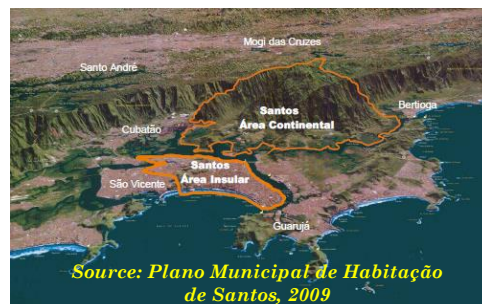 Mogi das Cruzes
Santo André
Santos
Área Continental
Bertioga
Cubatão
Santos
Área Insular
São Vicente
Guarujá
Source: Plano Municipal de Habitação
de Santos, 2009